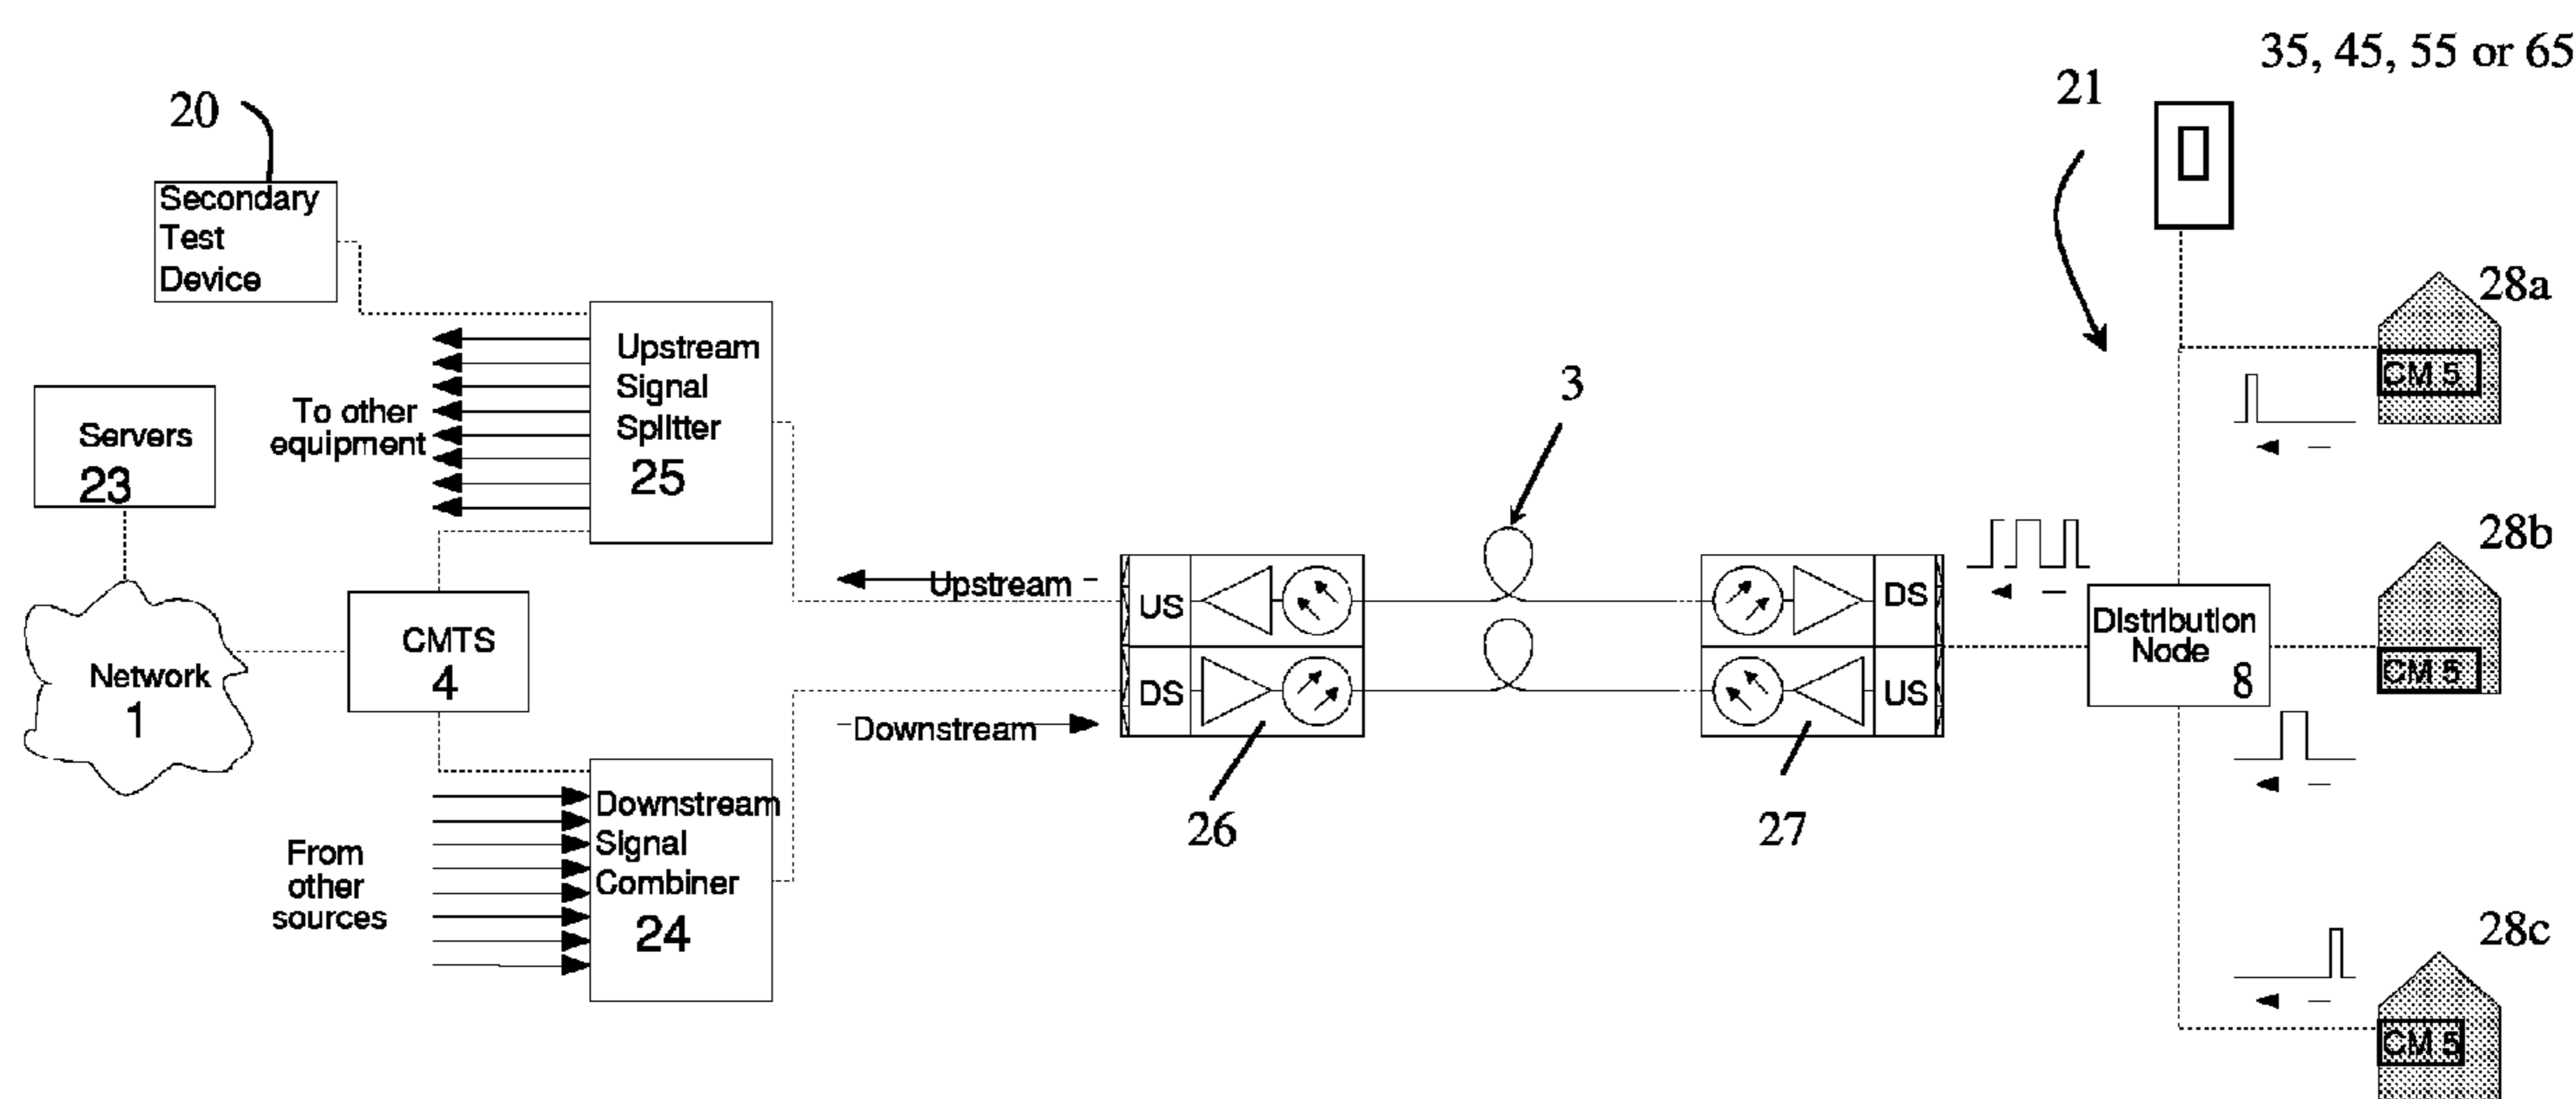 35, 45, 55 or 65
21
20
Secondary
Test
Device
28a
CM 5
Upstream
Signal
Splitter
25
3
To other
equipment
Servers
23
28b
Upstream
US
DS
DS
US
Distribution
Node
8
CM 5
CMTS
4
Network
1
Downstream
26
27
Downstream
Signal
Combiner
24
From
other
sources
28c
CM 5